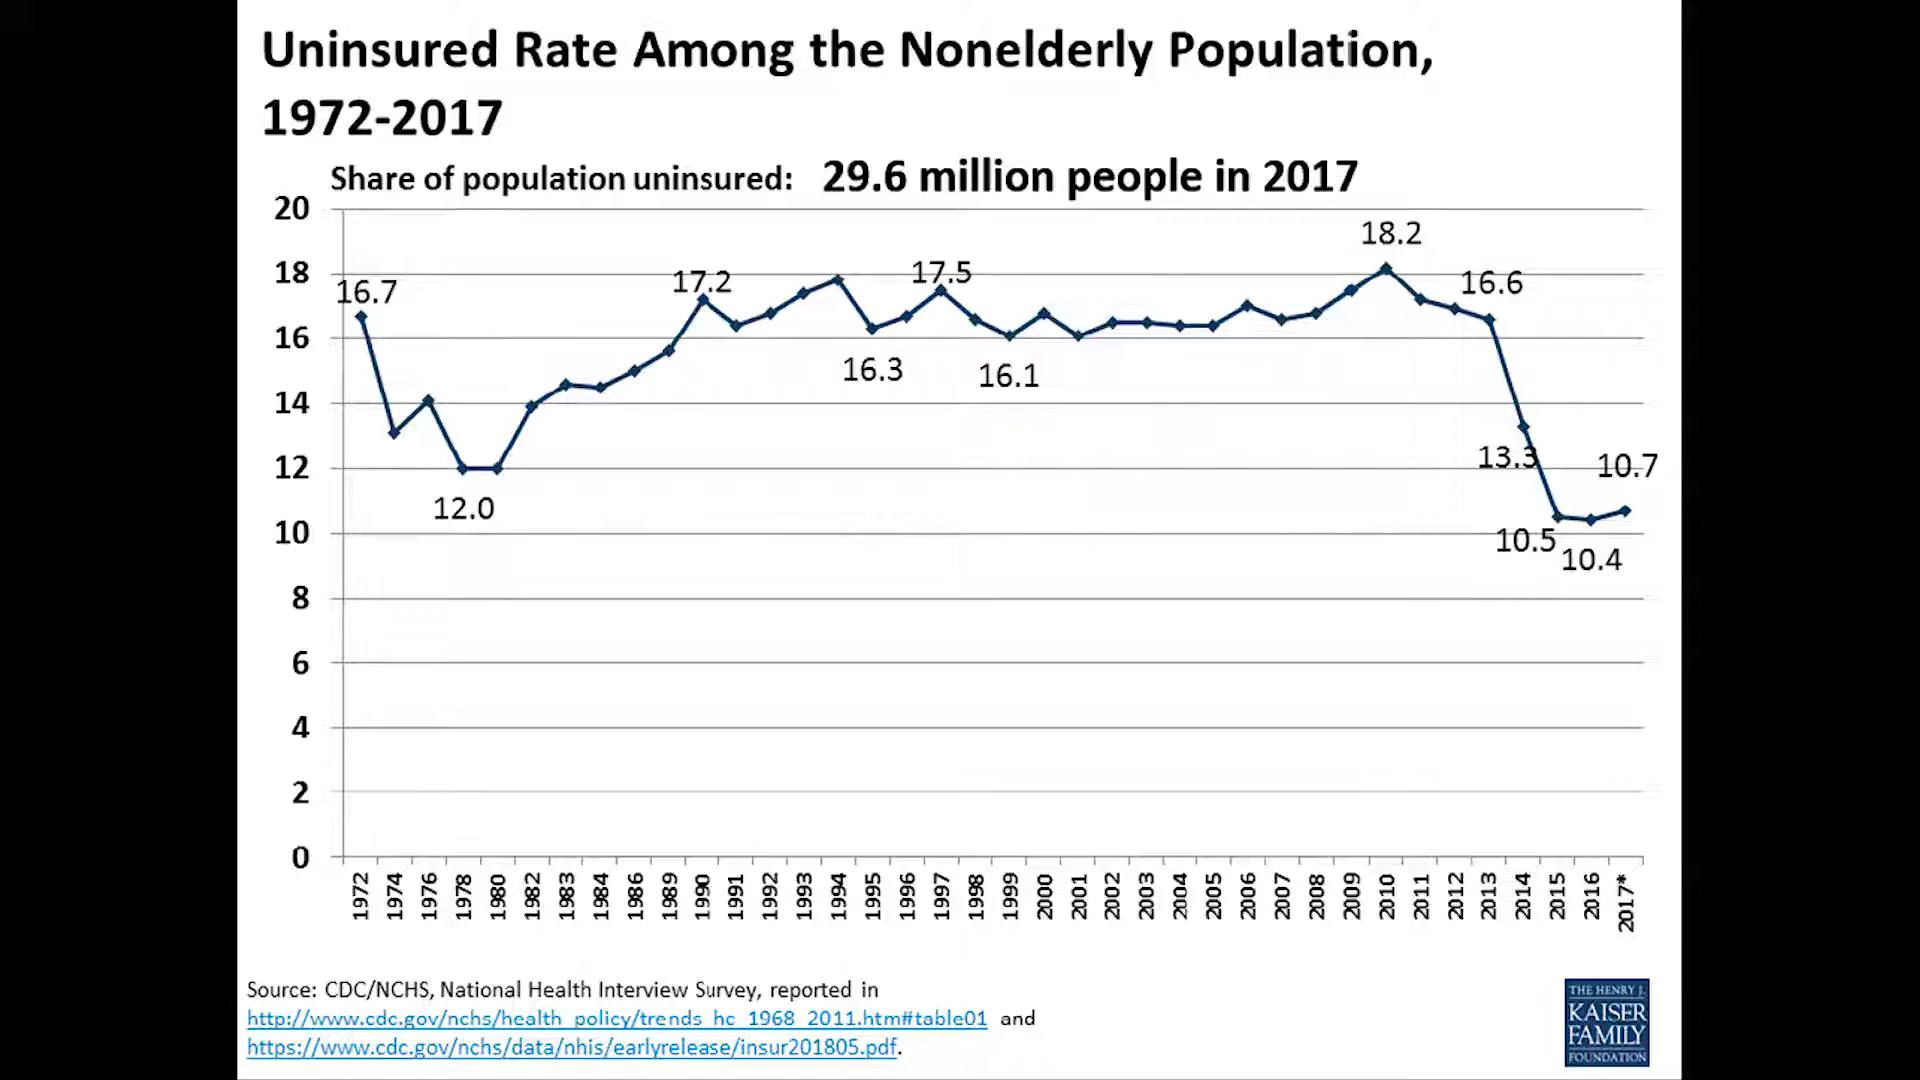 Uninsured Rate Among the Nonelderly Population,
1972-2017
Share of population uninsured: 29.6 million people in 2017
20
18
16
14
12
10
8
6
4
2
0
16.7
12.0
17.2
16.3
17.5
16.1
18.2
16.6
13.3
10.5
10.4
10.7
1972 1974 1976 1978 1980 1982 1983 1984 1986 1989 1990 1991 1992 1993 1994 1995 1996 1997 1998 1999 2000 2001 2002 2003 2004 2005 2006 2007 2008 2009 2010 2011 2012 2013 2014 2015 2016 2017*
Source: CDC/NCHS, National Health Interview Survey, reported in
http://www.cdc.gov/nchs/health_policy/trends_hc_1968_2011.htm#table01 and
https://www.cdc.gov/nchs/data/nhis/earlyrelease/insur201805.pdf.
THE HENRY J.
KAISER
FAMILY
FOUNDATION